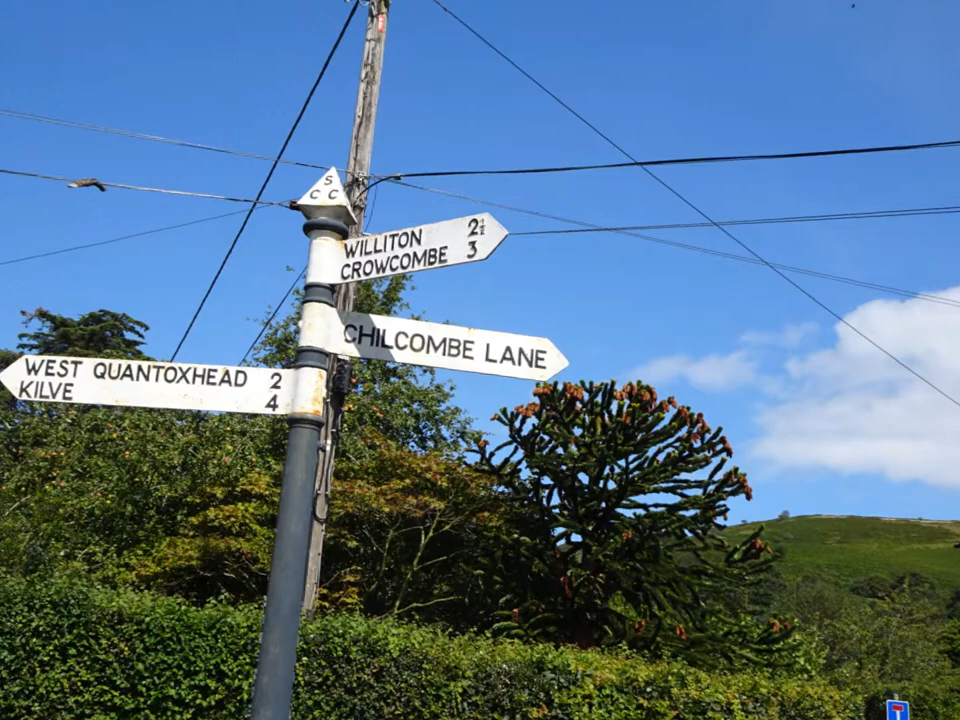 S
C C
WILLITON 2½
CROWCOMBE 3
CHILCOMBE LANE
WEST QUANTOXHEAD 2
KILVE 4